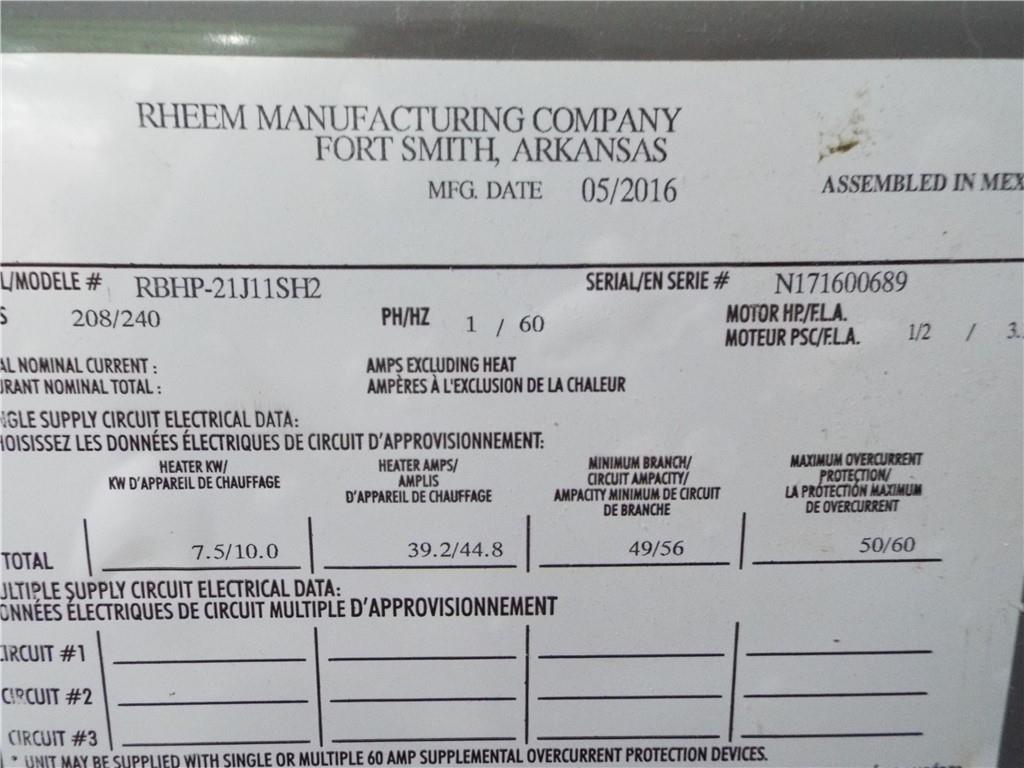 RHEEM MANUFACTURING COMPANY
FORT SMITH, ARKANSAS
MFG. DATE 05/2016
ASSEMBLED IN MEX
L/MODELE # RBHP-21J11SH2 SERIAL/EN SERIE # N171600689
S 208/240 PH/HZ 1 / 60 MOTOR HP./F.L.A.
MOTEUR PSC/F.L.A. 1/2 / 3.
AL NOMINAL CURRENT : AMPS EXCLUDING HEAT
URANT NOMINAL TOTAL : AMPÈRES À L'EXCLUSION DE LA CHALEUR
NGLE SUPPLY CIRCUIT ELECTRICAL DATA:
HOISISSEZ LES DONNÉES ÉLECTRIQUES DE CIRCUIT D'APPROVISIONNEMENT:
HEATER KW/
KW D'APPAREIL DE CHAUFFAGE
HEATER AMPS/
AMPLIS
D'APPAREIL DE CHAUFFAGE
MINIMUM BRANCH/
CIRCUIT AMPACITY/
AMPACITY MINIMUM DE CIRCUIT
DE BRANCHE
MAXIMUM OVERCURRENT
PROTECTION/
LA PROTECTION MAXIMUM
DE OVERCURRENT
TOTAL 7.5/10.0 39.2/44.8 49/56 50/60
ULTIPLE SUPPLY CIRCUIT ELECTRICAL DATA:
ONNÉES ÉLECTRIQUES DE CIRCUIT MULTIPLE D'APPROVISIONNEMENT
CIRCUIT #1
CIRCUIT #2
CIRCUIT #3
* UNIT MAY BE SUPPLIED WITH SINGLE OR MULTIPLE 60 AMP SUPPLEMENTAL OVERCURRENT PROTECTION DEVICES.